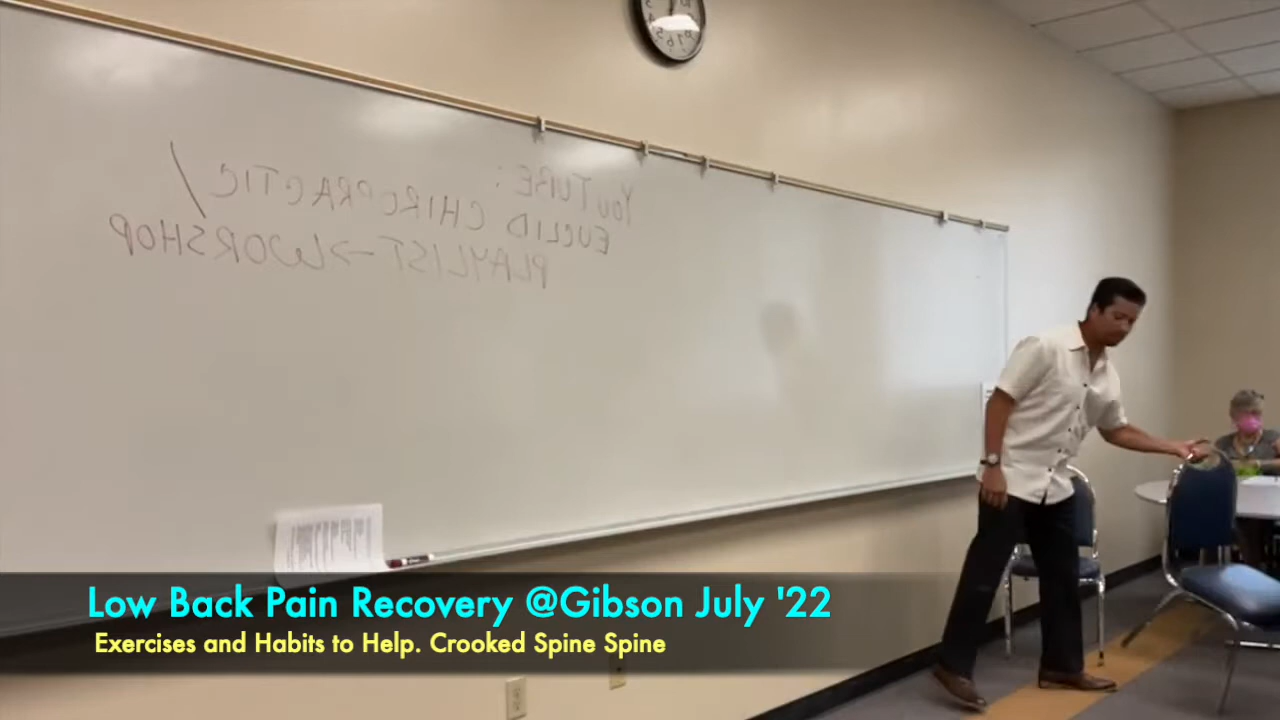 YOUTUBE:
EUCLID CHIROPRACTIC/
PLAYLIST→WORSHOP
Low Back Pain Recovery @Gibson July '22
Exercises and Habits to Help. Crooked Spine Spine